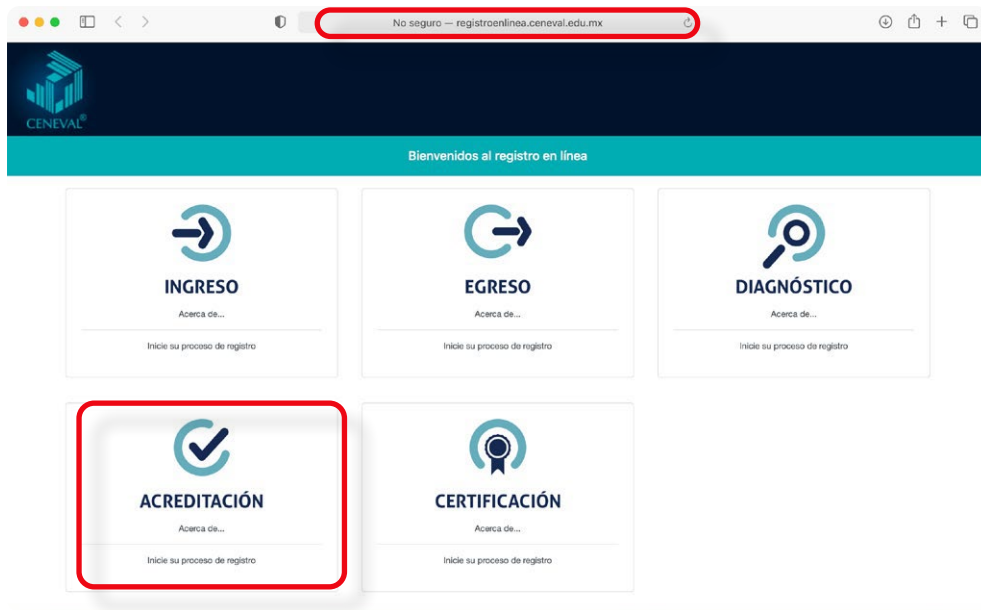 No seguro — registroenlinea.ceneval.edu.mx
CENEVAL®
Bienvenidos al registro en línea
INGRESO
Acerca de...
Inicie su proceso de registro
EGRESO
Acerca de...
Inicie su proceso de registro
DIAGNÓSTICO
Acerca de...
Inicie su proceso de registro
ACREDITACIÓN
Acerca de...
Inicie su proceso de registro
CERTIFICACIÓN
Acerca de...
Inicie su proceso de registro